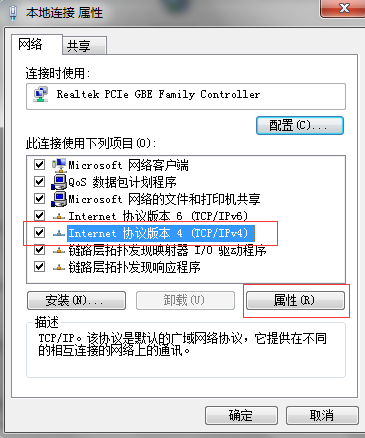 本地连接 属性
网络
共享
连接时使用:
Realtek PCIe GBE Family Controller
配置(C)...
此连接使用下列项目(O):
Microsoft 网络客户端
QoS 数据包计划程序
Microsoft 网络的文件和打印机共享
Internet 协议版本 6 (TCP/IPv6)
Internet 协议版本 4 (TCP/IPv4)
链路层拓扑发现映射器 I/O 驱动程序
链路层拓扑发现响应程序
安装(N)...
卸载(U)
属性(R)
描述
TCP/IP。该协议是默认的广域网络协议，它提供在不同
的相互连接的网络上的通讯。
确定
取消